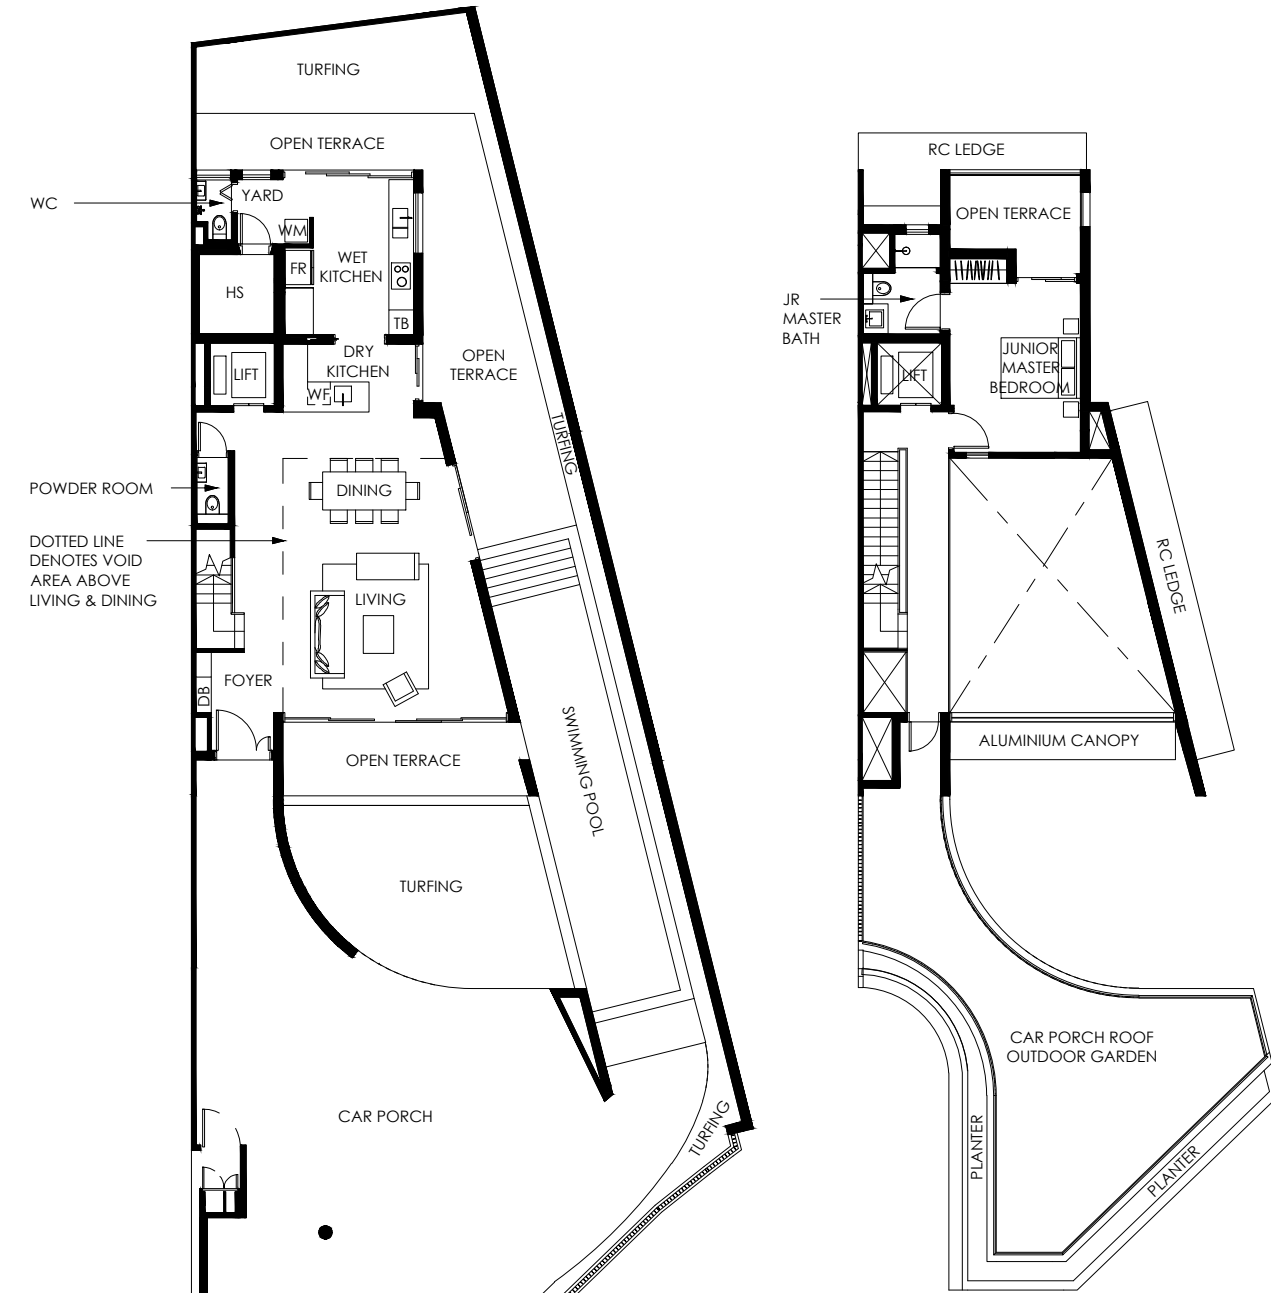 TURFING
OPEN TERRACE
WC
YARD
WM
WET
KITCHEN
FR
HS
TB
DRY
KITCHEN
LIFT
WF
OPEN
TERRACE
TURFING
POWDER ROOM
DINING
DOTTED LINE
DENOTES VOID
AREA ABOVE
LIVING & DINING
LIVING
FOYER
DB
SWIMMING POOL
OPEN TERRACE
TURFING
CAR PORCH
TURFING
RC LEDGE
OPEN TERRACE
JR
MASTER
BATH
JUNIOR
MASTER
BEDROOM
LIFT
RC LEDGE
ALUMINIUM CANOPY
CAR PORCH ROOF
OUTDOOR GARDEN
PLANTER
PLANTER